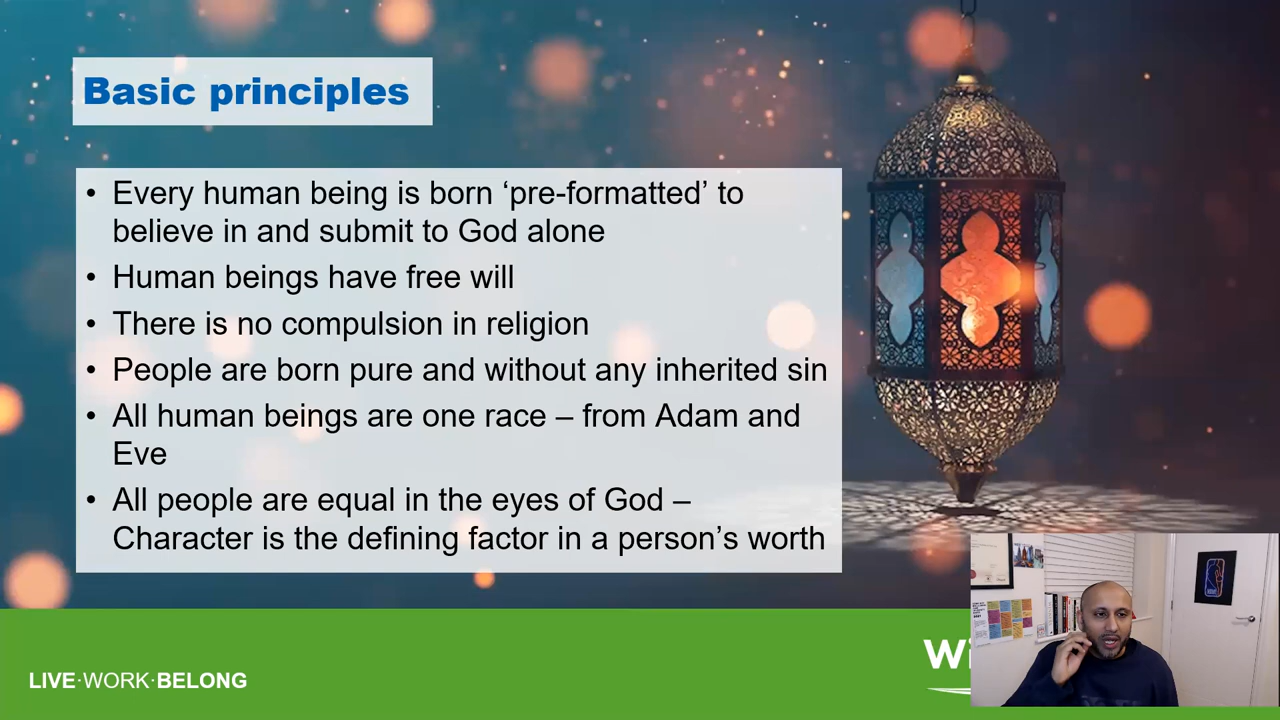 Basic principles
• Every human being is born ‘pre-formatted’ to
believe in and submit to God alone
• Human beings have free will
• There is no compulsion in religion
• People are born pure and without any inherited sin
• All human beings are one race – from Adam and
Eve
• All people are equal in the eyes of God –
Character is the defining factor in a person’s worth
LIVE·WORK·BELONG